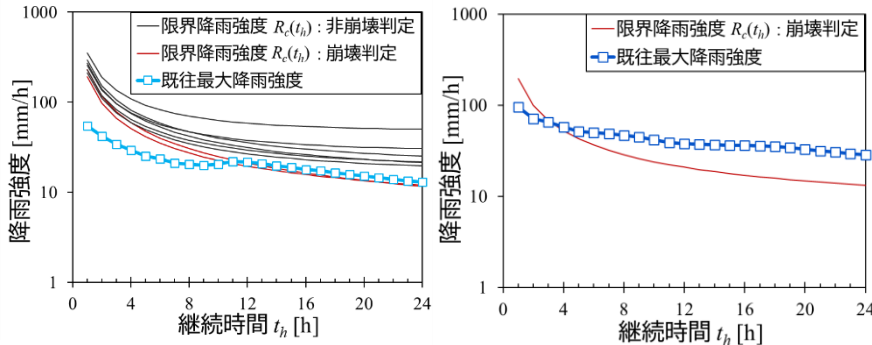 1000
100
10
1
降雨強度 [mm/h]
限界降雨強度 Rc(th) : 非崩壊判定
限界降雨強度 Rc(th) : 崩壊判定
既往最大降雨強度
0 4 8 12 16 20 24
継続時間 th [h]
1000
100
10
1
降雨強度 [mm/h]
限界降雨強度 Rc(th) : 崩壊判定
既往最大降雨強度
0 4 8 12 16 20 24
継続時間 th [h]